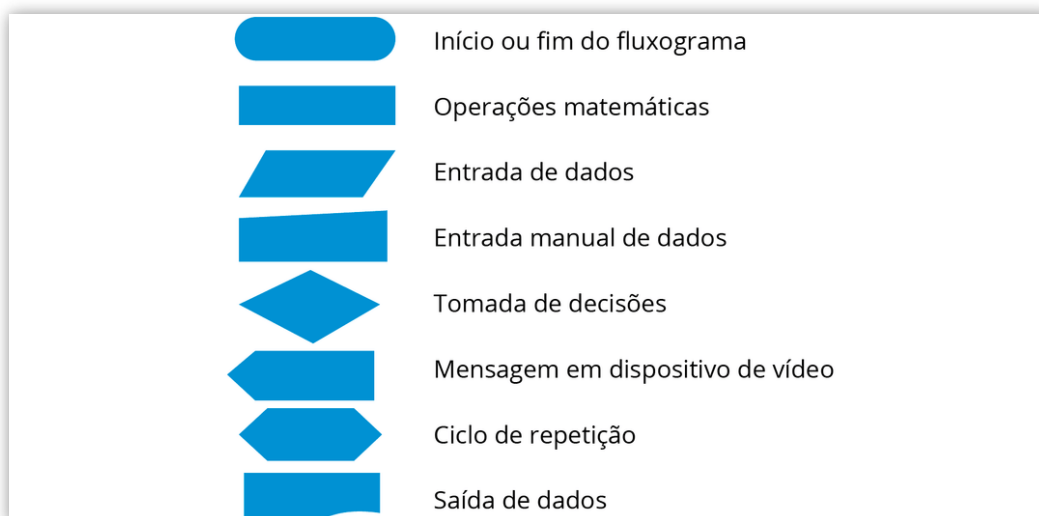 Início ou fim do fluxograma
Operações matemáticas
Entrada de dados
Entrada manual de dados
Tomada de decisões
Mensagem em dispositivo de vídeo
Ciclo de repetição
Saída de dados